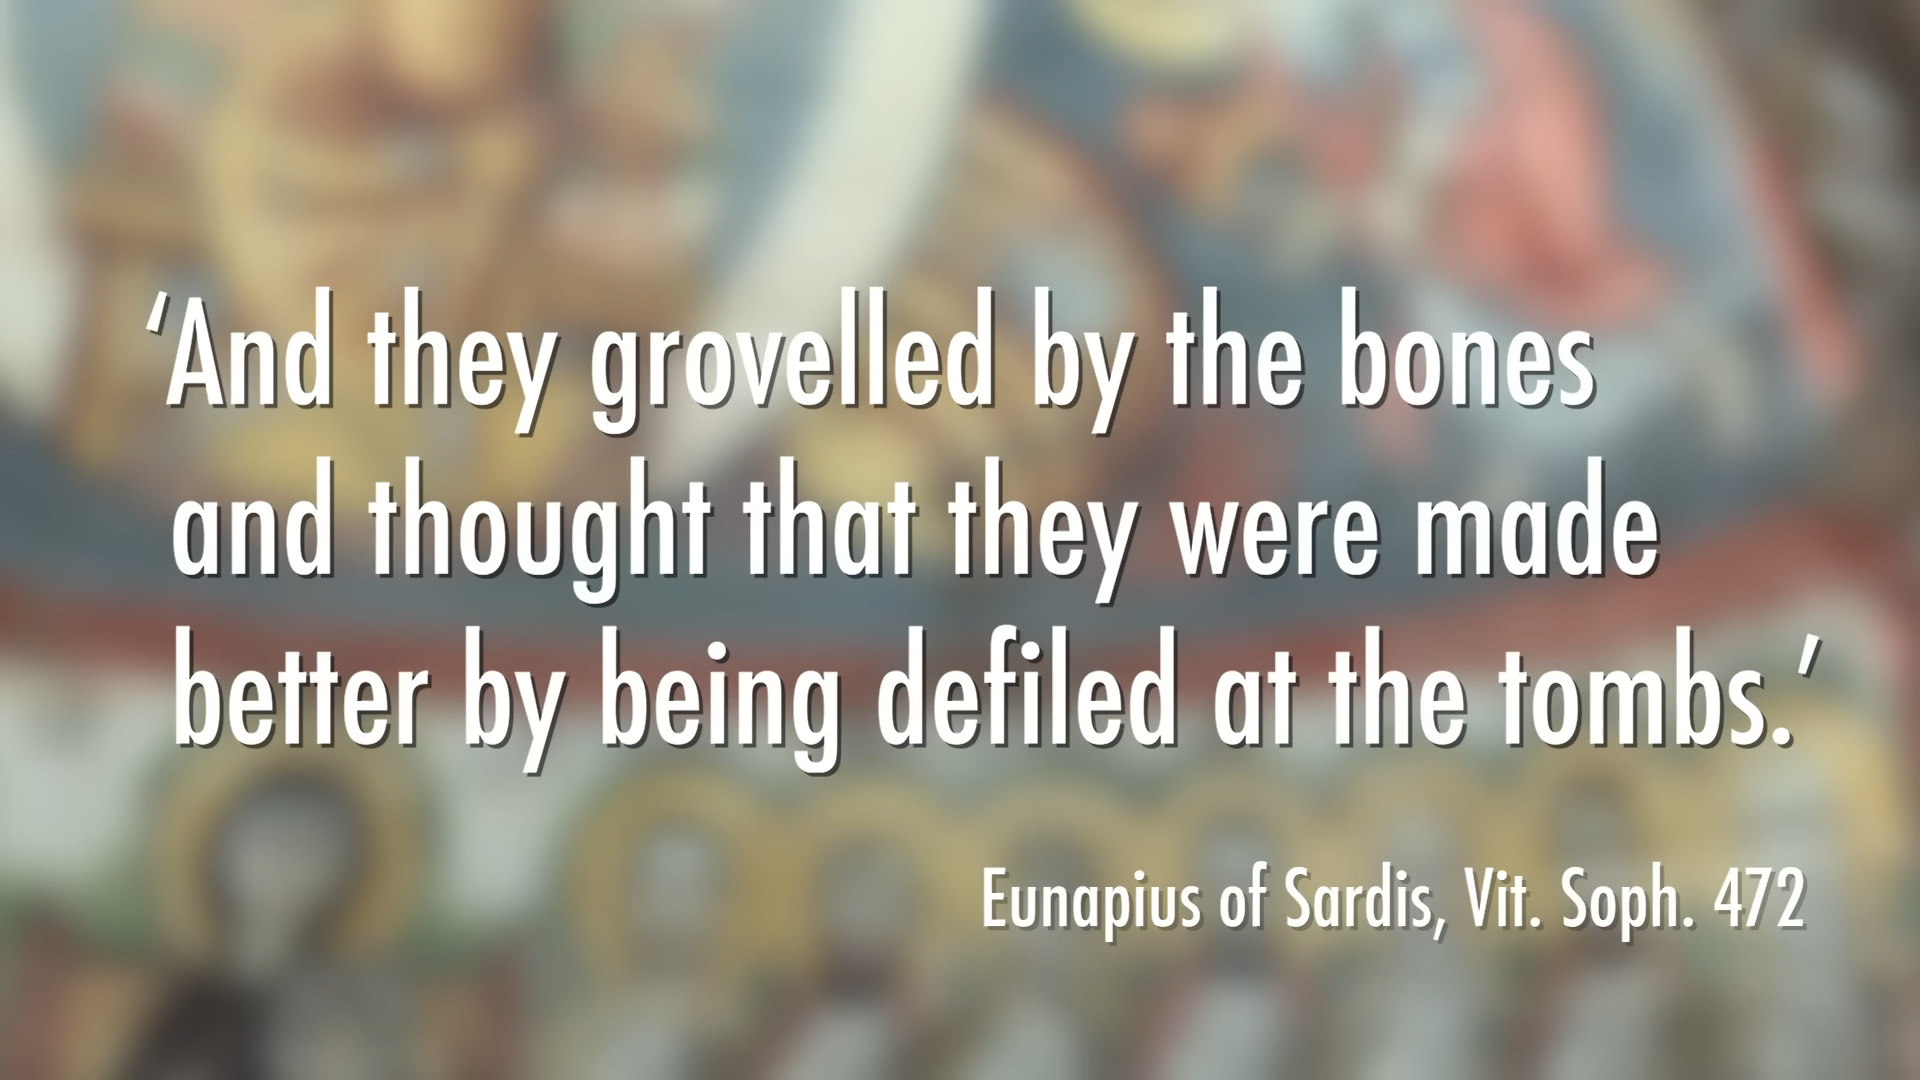 ‘And they grovelled by the bones
and thought that they were made
better by being defiled at the tombs.’
Eunapius of Sardis, Vit. Soph. 472